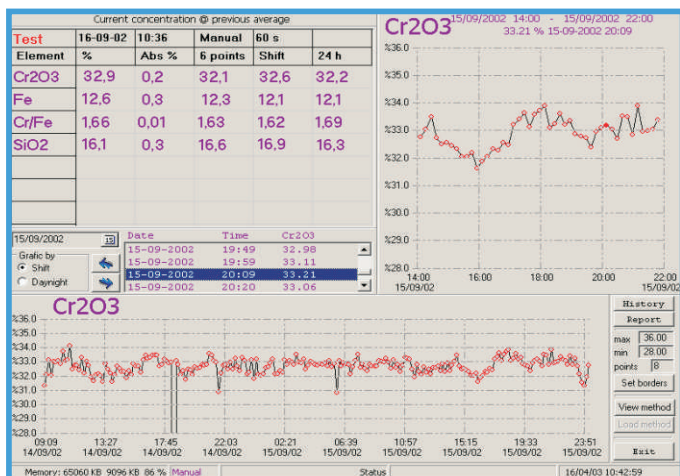 Current concentration @ previous average
Test 16-09-02 10:36 Manual 60 s
Element % Abs % 6 points Shift 24 h
Cr2O3 32,9 0,2 32,1 32,6 32,2
Fe 12,6 0,3 12,3 12,1 12,1
Cr/Fe 1,66 0,01 1,63 1,62 1,69
SiO2 16,1 0,3 16,6 16,9 16,3
15/09/2002 15
Grafic by
Shift
Daynight
Date Time Cr2O3
15-09-2002 19:49 32.98
15-09-2002 19:59 33.11
15-09-2002 20:09 33.21
15-09-2002 20:20 33.06
Cr2O3
15/09/2002 14:00 - 15/09/2002 22:00
33.21 % 15-09-2002 20:09
%36.0
%35.0
%34.0
%33.0
%32.0
%31.0
%30.0
%29.0
%28.0
14:00 16:00 18:00 20:00 22:00
15/09/02 15/09/02
Cr2O3
%36.0
%35.0
%34.0
%33.0
%32.0
%31.0
%30.0
%29.0
%28.0
09:09 13:27 17:45 22:03 02:21 06:39 10:57 15:15 19:33 23:51
14/09/02 14/09/02 14/09/02 14/09/02 15/09/02 15/09/02 15/09/02 15/09/02 15/09/02 15/09/02
History
Report
max 36.00
min 28.00
points 8
Set borders
View method
Load method
Exit
Memory: 65060 KB 9096 KB 86 % Manual Status 16/04/03 10:42:59